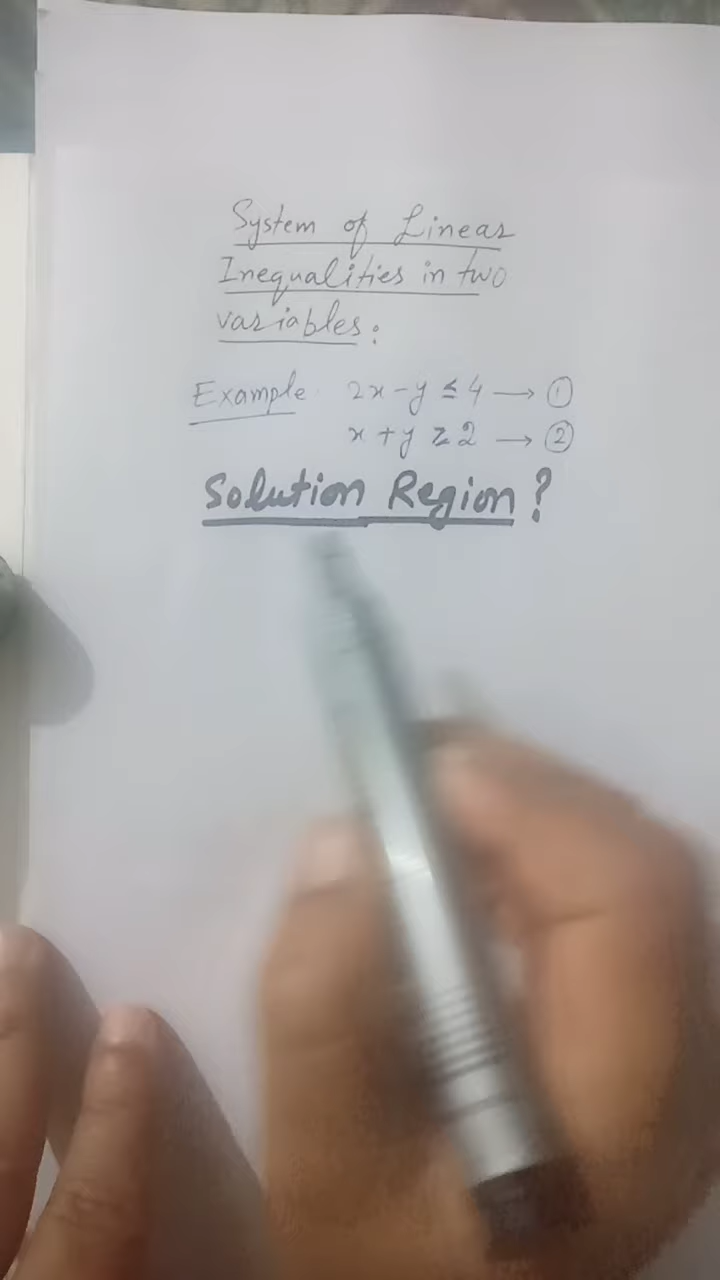 System of Linear
Inequalities in two
variables:
Example 2x - y ≤ 4 → ①
x + y ≥ 2 → ②
Solution Region ?